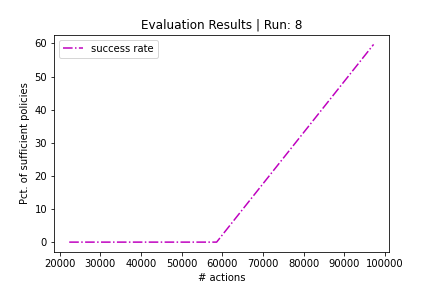 Evaluation Results | Run: 8
success rate
Pct. of sufficient policies
60
50
40
30
20
10
0
20000 30000 40000 50000 60000 70000 80000 90000 100000
# actions